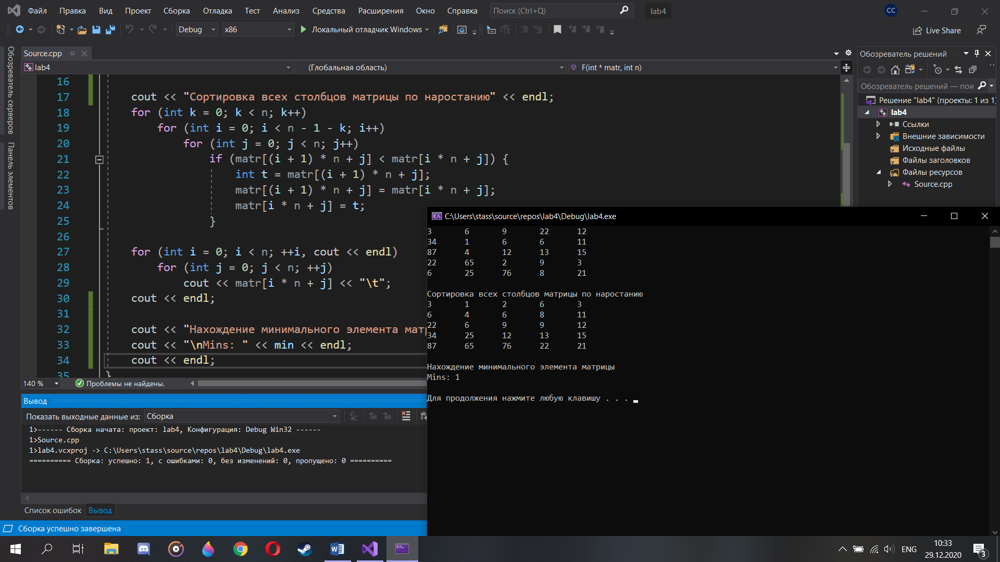 Файл Правка Вид Проект Сборка Отладка Тест Анализ Средства Расширения Окно Справка Поиск (Ctrl+Q) lab4 CC
Debug x86 Локальный отладчик Windows Live Share
Обозреватель серверов
Панель элементов
Source.cpp
lab4 (Глобальная область) F(int * matr, int n)
16
17 cout << "Сортировка всех столбцов матрицы по наростанию" << endl;
18 for (int k = 0; k < n; k++)
19 for (int i = 0; i < n - 1 - k; i++)
20 for (int j = 0; j < n; j++)
21 if (matr[(i + 1) * n + j] < matr[i * n + j]) {
22 int t = matr[(i + 1) * n + j];
23 matr[(i + 1) * n + j] = matr[i * n + j];
24 matr[i * n + j] = t;
25 }
26
27 for (int i = 0; i < n; ++i, cout << endl)
28 for (int j = 0; j < n; ++j)
29 cout << matr[i * n + j] << "\t";
30 cout << endl;
31
32 cout << "Нахождение минимального элемента мат
33 cout << "\nMins: " << min << endl;
34 cout << endl;
35 }
140 % Проблемы не найдены.
Вывод
Показать выходные данные из: Сборка
1>------ Сборка начата: проект: lab4, Конфигурация: Debug Win32 ------
1>Source.cpp
1>lab4.vcxproj -> C:\Users\stass\source\repos\lab4\Debug\lab4.exe
========== Сборка: успешно: 1, с ошибками: 0, без изменений: 0, пропущено: 0 ==========
Список ошибок Вывод
Сборка успешно завершена
Обозреватель решений
Обозреватель решений — пои
Решение "lab4" (проекты: 1 из 1)
lab4
Ссылки
Внешние зависимости
Исходные файлы
Файлы заголовков
Файлы ресурсов
Source.cpp
C:\Users\stass\source\repos\lab4\Debug\lab4.exe
3 6 9 22 12
34 1 6 6 11
87 4 12 13 15
22 65 2 9 3
6 25 76 8 21
Сортировка всех столбцов матрицы по наростанию
3 1 2 6 3
6 4 6 8 11
22 6 9 9 12
34 25 12 13 15
87 65 76 22 21
Нахождение минимального элемента матрицы
Mins: 1
Для продолжения нажмите любую клавишу . . .
ENG
10:33
29.12.2020
3